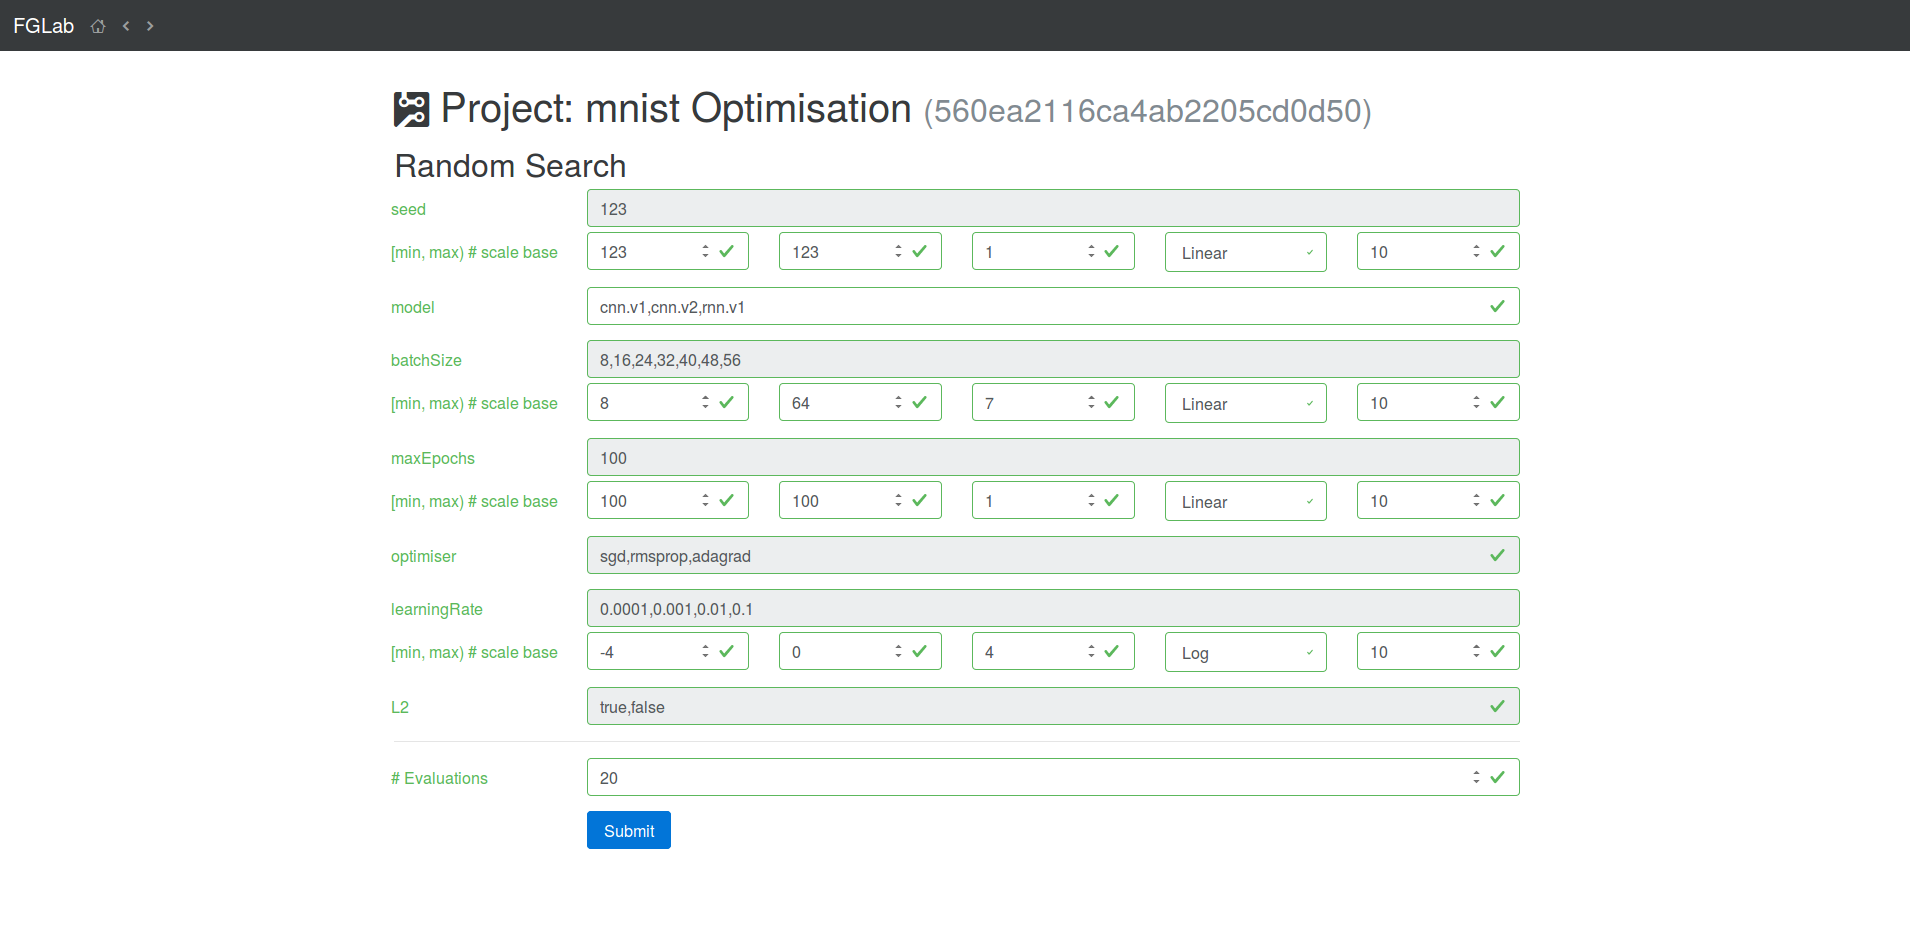 FGLab
Project: mnist Optimisation (560ea2116ca4ab2205cd0d50)
Random Search
seed 123
[min, max) # scale base 123 123 1 Linear 10
model cnn.v1,cnn.v2,rnn.v1
batchSize 8,16,24,32,40,48,56
[min, max) # scale base 8 64 7 Linear 10
maxEpochs 100
[min, max) # scale base 100 100 1 Linear 10
optimiser sgd,rmsprop,adagrad
learningRate 0.0001,0.001,0.01,0.1
[min, max) # scale base -4 0 4 Log 10
L2 true,false
# Evaluations 20
Submit